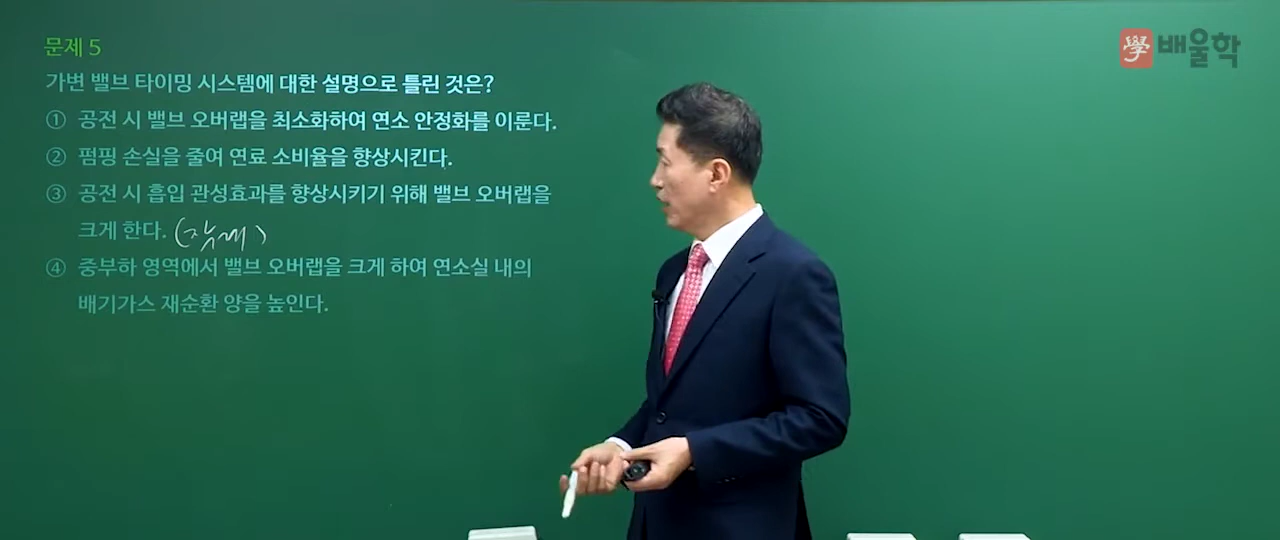 문제 5
學 배울학
가변 밸브 타이밍 시스템에 대한 설명으로 틀린 것은?
① 공전 시 밸브 오버랩을 최소화하여 연소 안정화를 이룬다.
② 펌핑 손실을 줄여 연료 소비율을 향상시킨다.
③ 공전 시 흡입 관성효과를 향상시키기 위해 밸브 오버랩을
크게 한다. (작게)
④ 중부하 영역에서 밸브 오버랩을 크게 하여 연소실 내의
배기가스 재순환 양을 높인다.